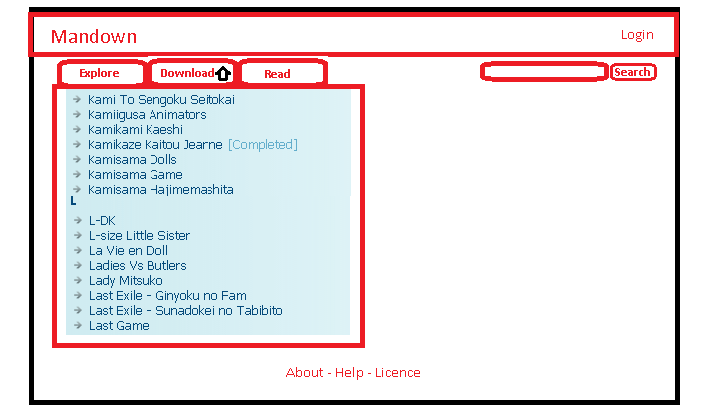 Mandown
Login
Explore
Download
Read
Search
Kami To Sengoku Seitokai
Kamiigusa Animators
Kamikami Kaeshi
Kamikaze Kaitou Jeanne [Completed]
Kamisama Dolls
Kamisama Game
Kamisama Hajimemashita
L
L-DK
L-size Little Sister
La Vie en Doll
Ladies Vs Butlers
Lady Mitsuko
Last Exile - Ginyoku no Fam
Last Exile - Sunadokei no Tabibito
Last Game
About - Help - Licence